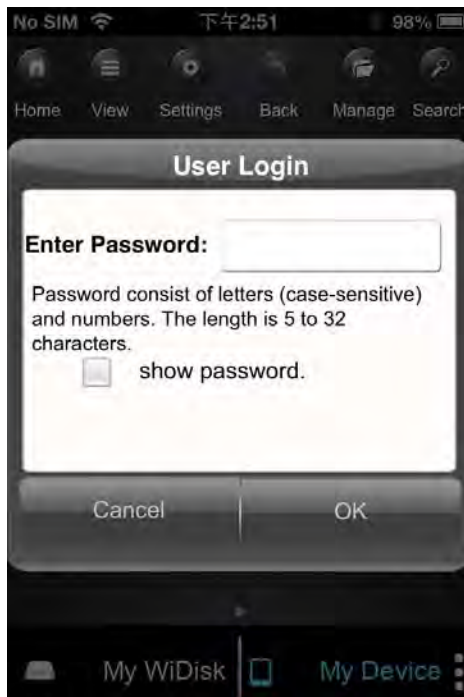 No SIM 下午2:51 98%
Home View Settings Back Manage Search
User Login
Enter Password:
Password consist of letters (case-sensitive)
and numbers. The length is 5 to 32
characters.
show password.
Cancel OK
My WiDisk My Device